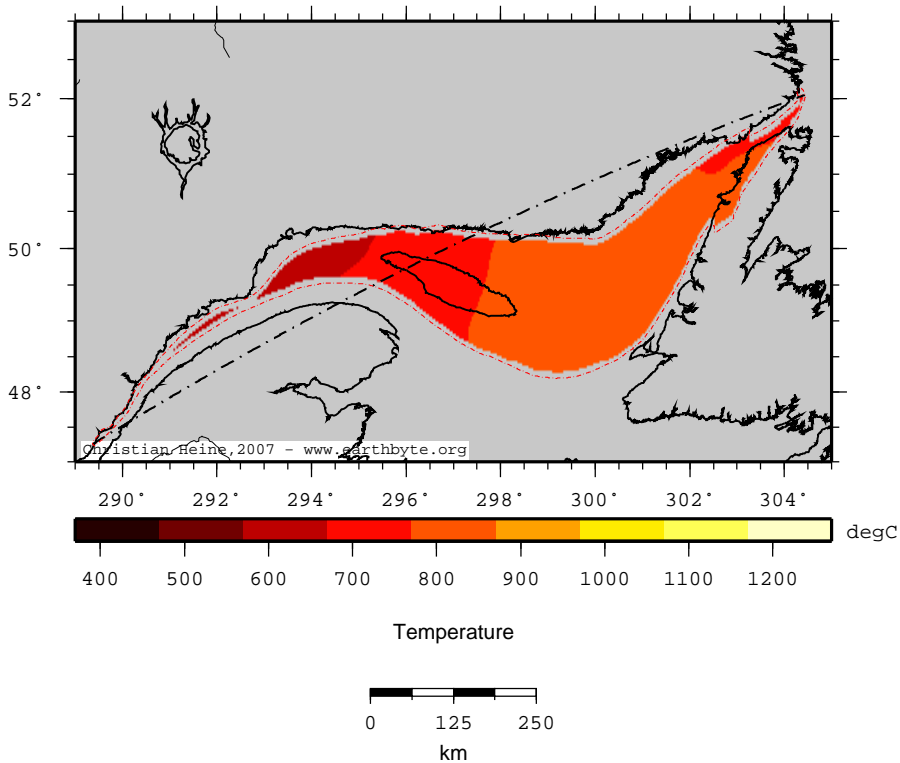 52°
50°
48°
Christian Heine,2007 - www.earthbyte.org
290° 292° 294° 296° 298° 300° 302° 304°
degC
400 500 600 700 800 900 1000 1100 1200
Temperature
0 125 250
km